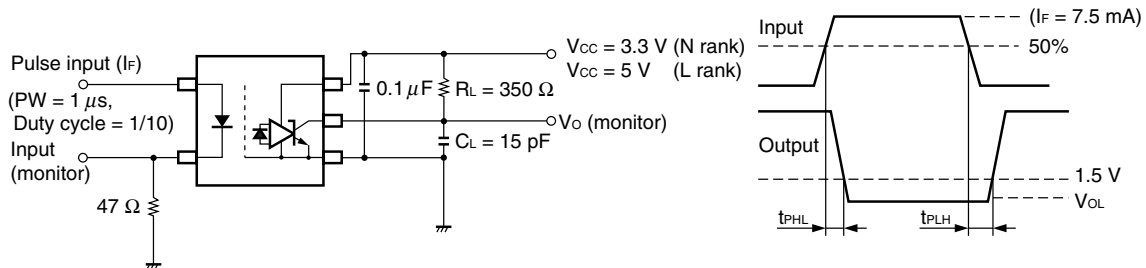 Pulse input (IF)
(PW = 1 μs,
Duty cycle = 1/10)
Input
(monitor)
47 Ω
0.1 μF
RL = 350 Ω
CL = 15 pF
VCC = 3.3 V (N rank)
VCC = 5 V (L rank)
VO (monitor)
Input
(IF = 7.5 mA)
50%
Output
1.5 V
VOL
tPHL
tPLH